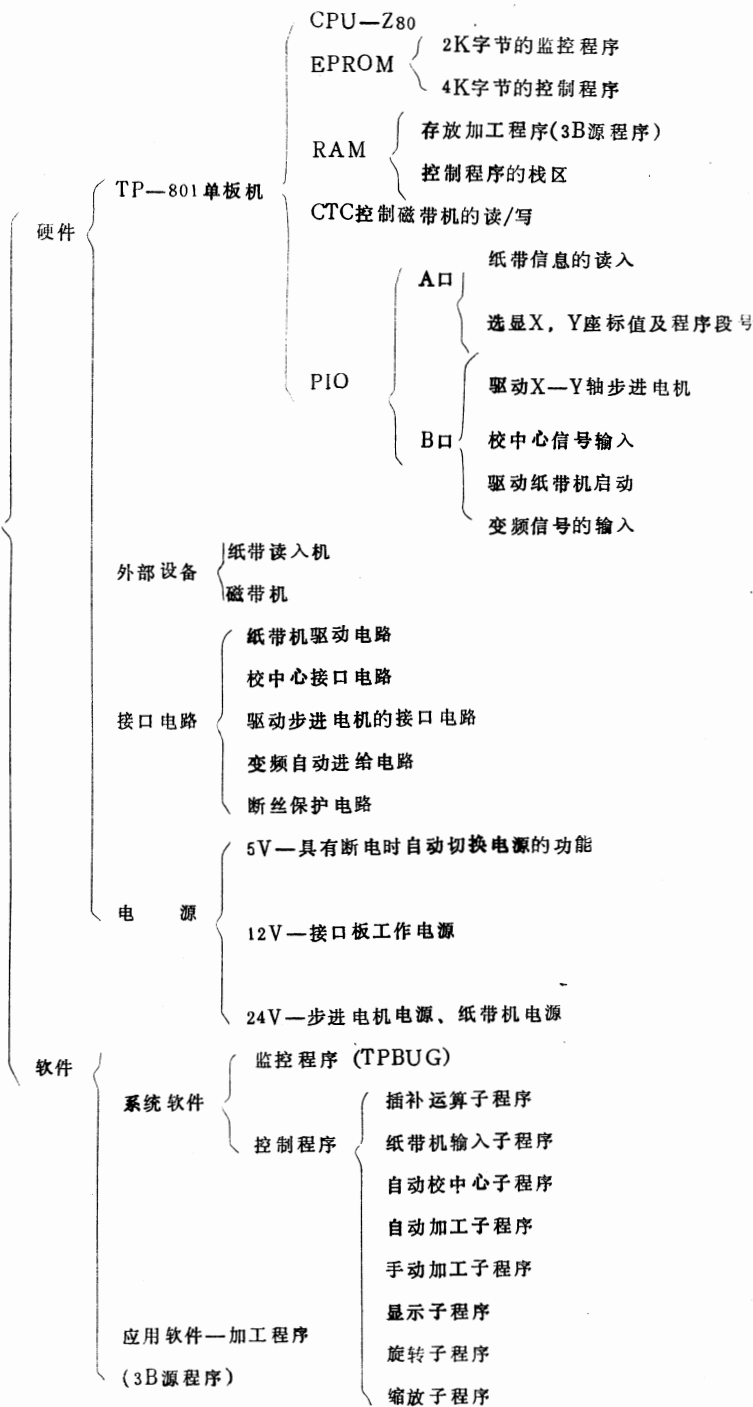 CPU—Z80
EPROM
2K字节的监控程序
4K字节的控制程序
RAM
存放加工程序(3B源程序)
控制程序的栈区
TP—801单板机
CTC控制磁带机的读/写
硬件
纸带信息的读入
A口
选显X，Y座标值及程序段号
PIO
驱动X—Y轴步进电机
B口
校中心信号输入
驱动纸带机启动
变频信号的输入
外部设备
纸带读入机
磁带机
纸带机驱动电路
校中心接口电路
接口电路
驱动步进电机的接口电路
变频自动进给电路
断丝保护电路
5V—具有断电时自动切换电源的功能
电 源
12V—接口板工作电源
24V—步进电机电源、纸带机电源
软件
监控程序 (TPBUG)
系统软件
控制程序
插补运算子程序
纸带机输入子程序
自动校中心子程序
自动加工子程序
手动加工子程序
显示子程序
旋转子程序
缩放子程序
应用软件—加工程序
(3B源程序)